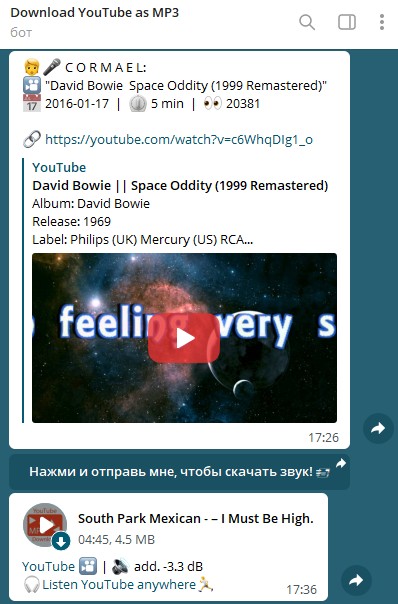 Download YouTube as MP3
бот
C O R M A E L:
"David Bowie Space Oddity (1999 Remastered)"
2016-01-17 | 5 min | 20381
https://youtube.com/watch?v=c6WhqDIg1_o
YouTube
David Bowie || Space Oddity (1999 Remastered)
Album: David Bowie
Release: 1969
Label: Philips (UK) Mercury (US) RCA...
feeling very s
17:26
Нажми и отправь мне, чтобы скачать звук!
South Park Mexican - – I Must Be High.
04:45, 4.5 MB
YouTube | add. -3.3 dB
Listen YouTube anywhere
17:36